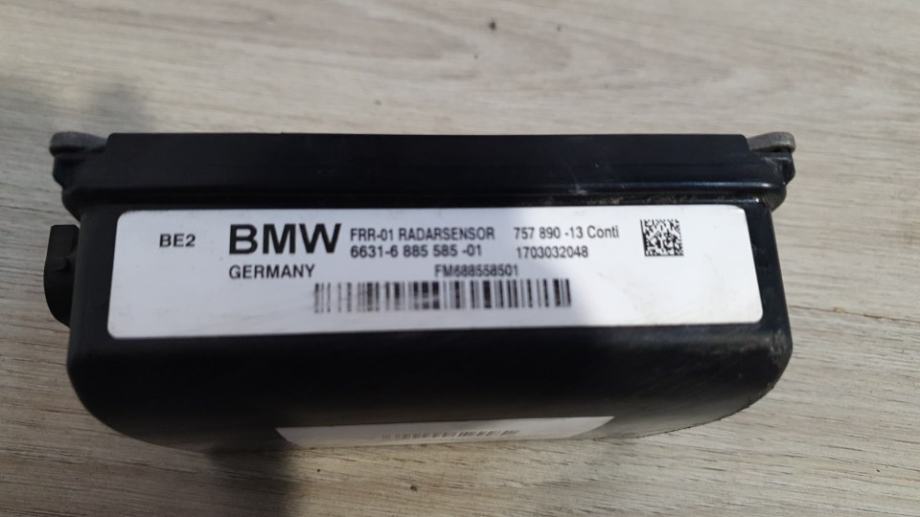 BE2 BMW FRR-01 RADARSENSOR 757 890 -13 Conti
6631-6 885 585 -01 1703032048
GERMANY FM688558501